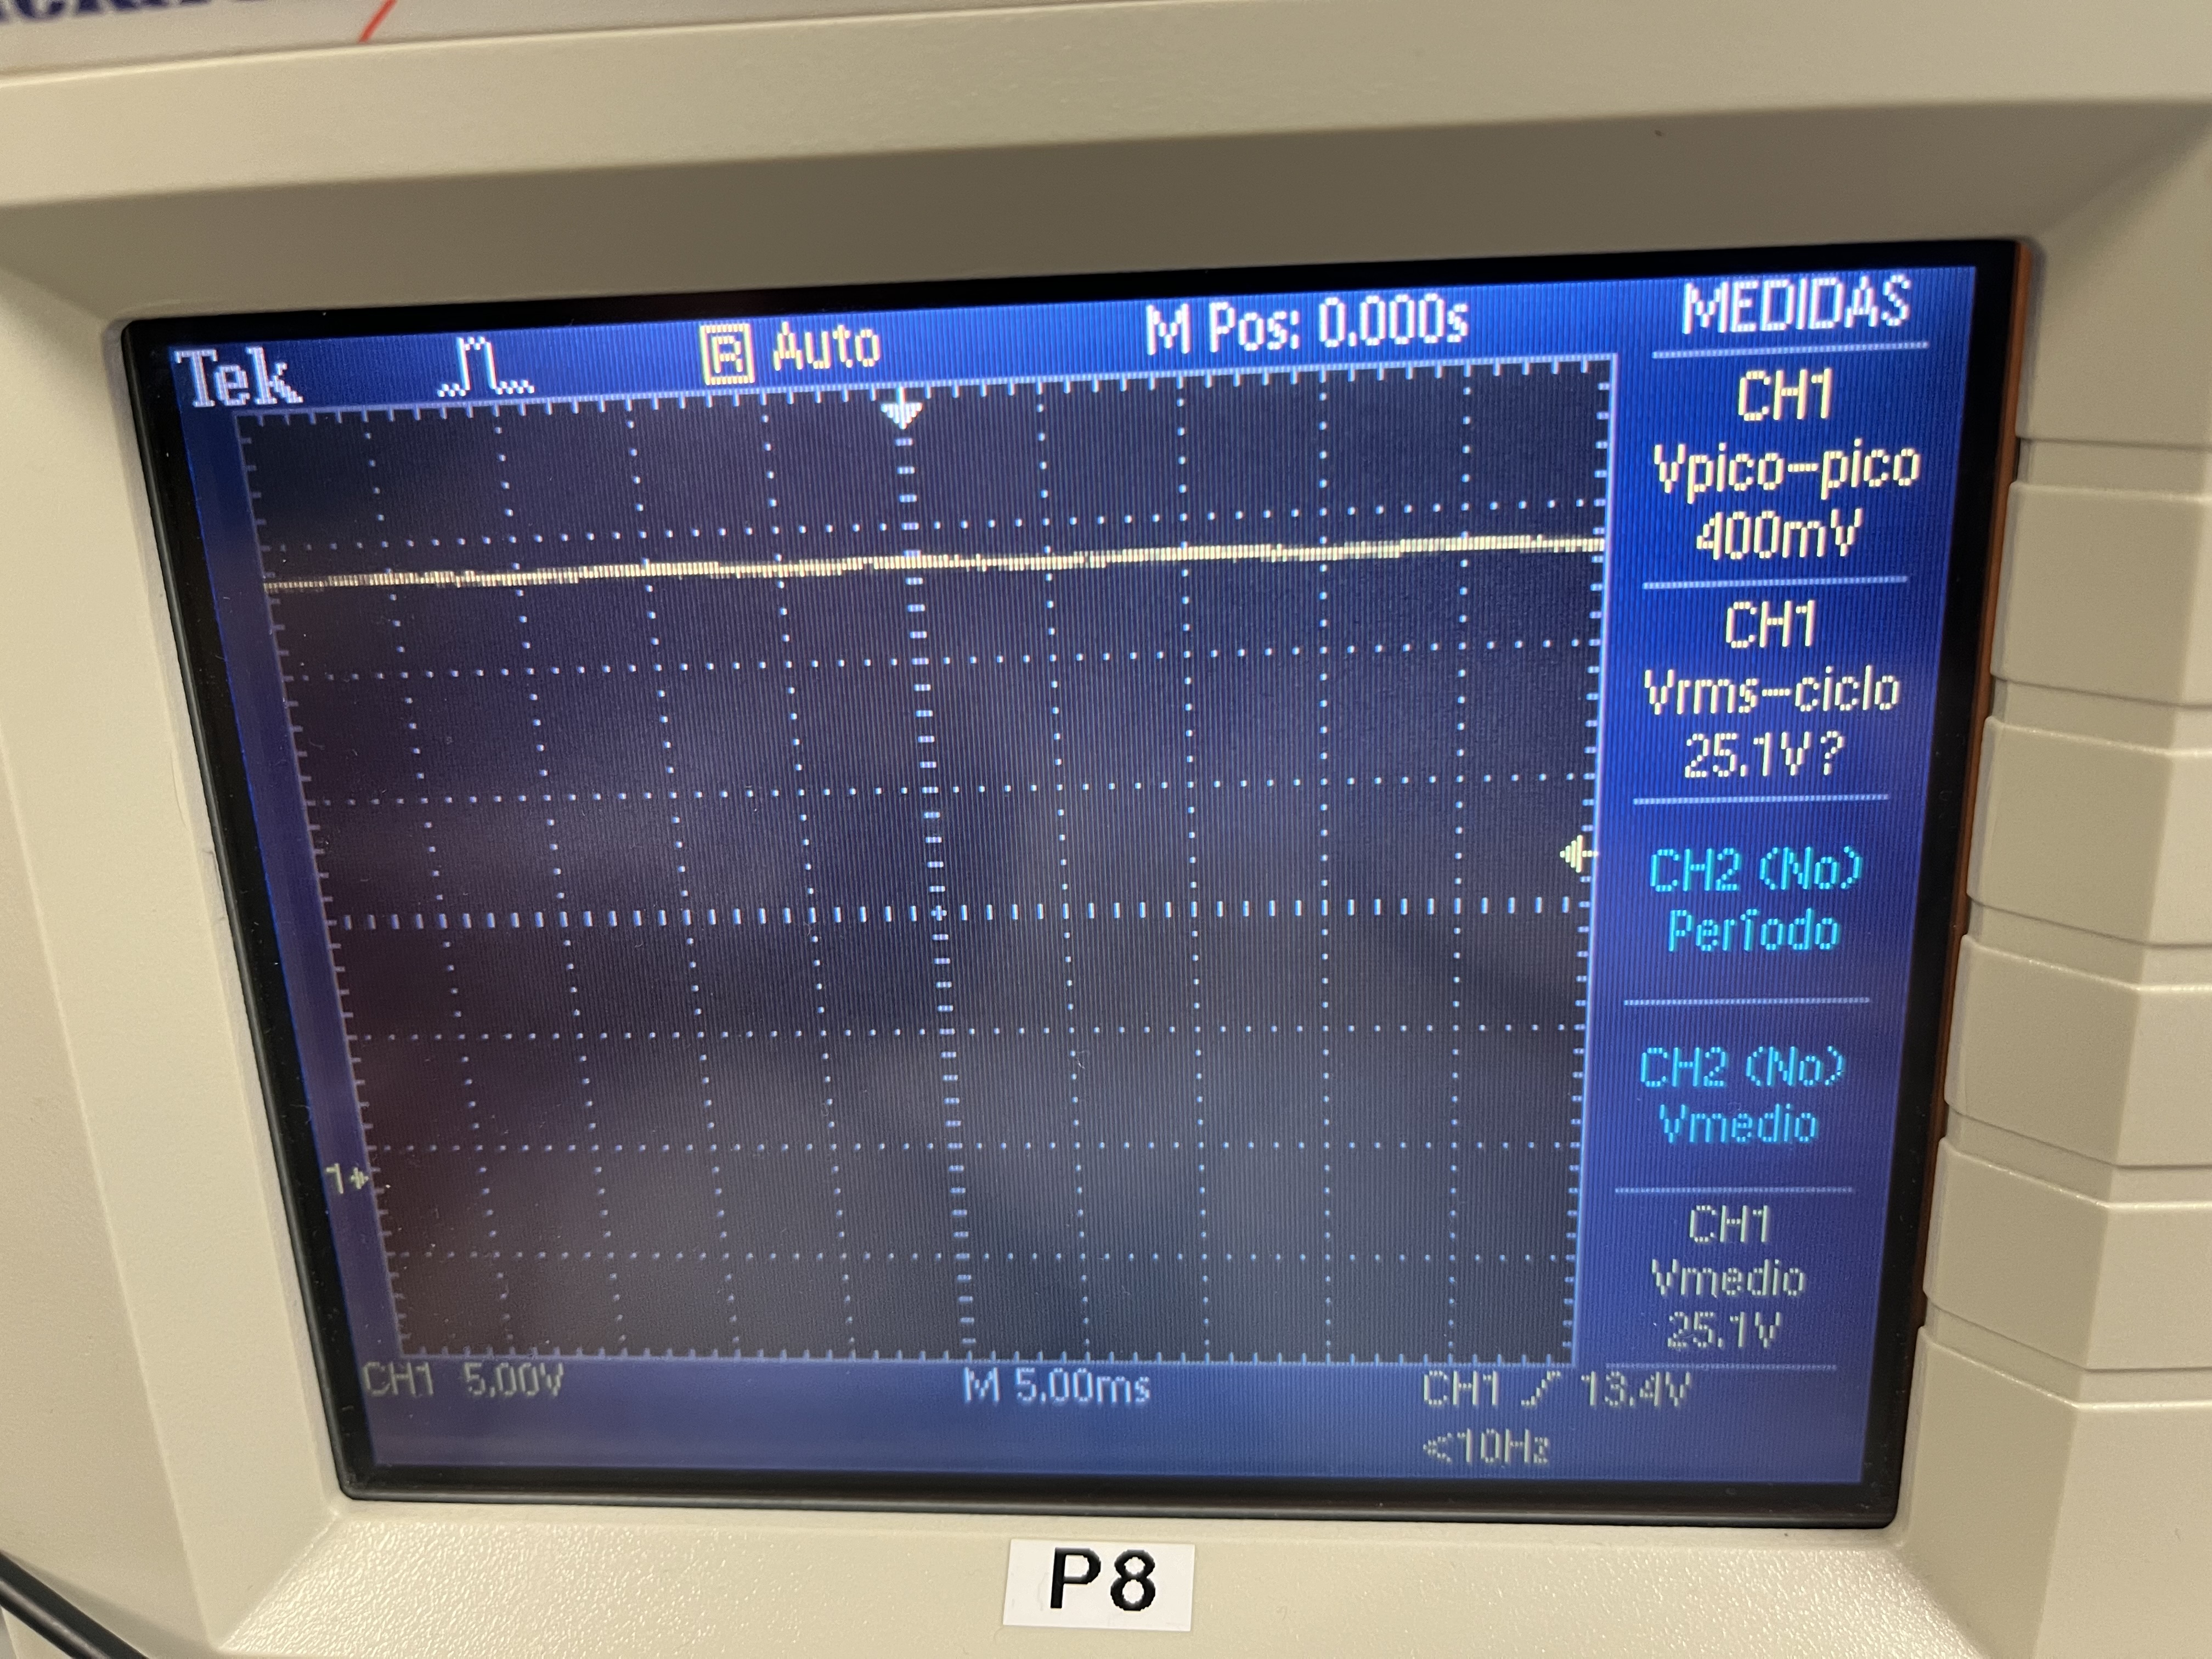 Tek
R Auto
M Pos: 0.000s
MEDIDAS
CH1
Vpico-pico
400mV
CH1
Vrms-ciclo
25.1V?
CH2 (No)
Período
CH2 (No)
Vmedio
CH1
Vmedio
25.1V
1
CH1 5.00V
M 5.00ms
CH1 13.4V
<10Hz
P8